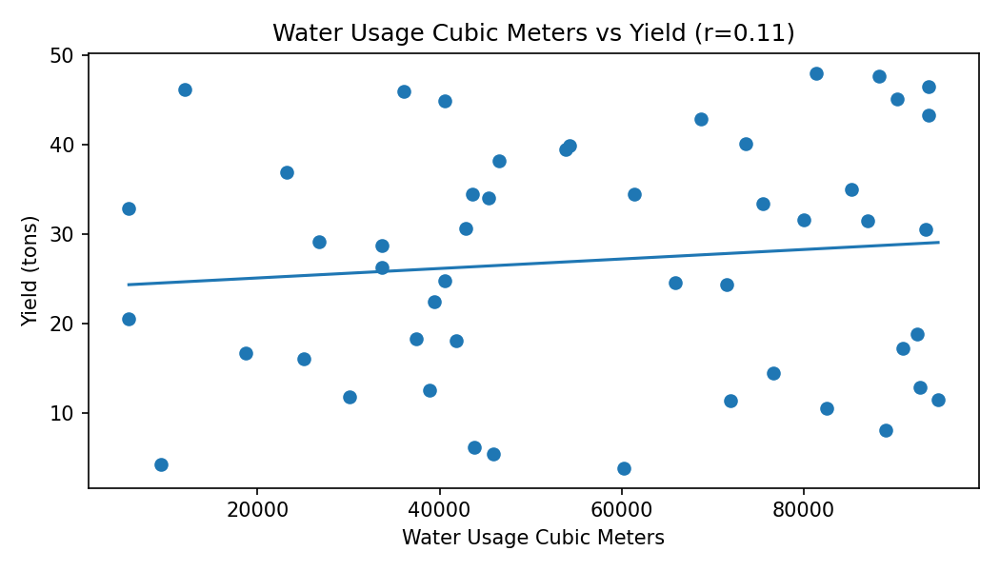 Water Usage Cubic Meters vs Yield (r=0.11)
50
40
30
20
10
Yield (tons)
20000 40000 60000 80000
Water Usage Cubic Meters